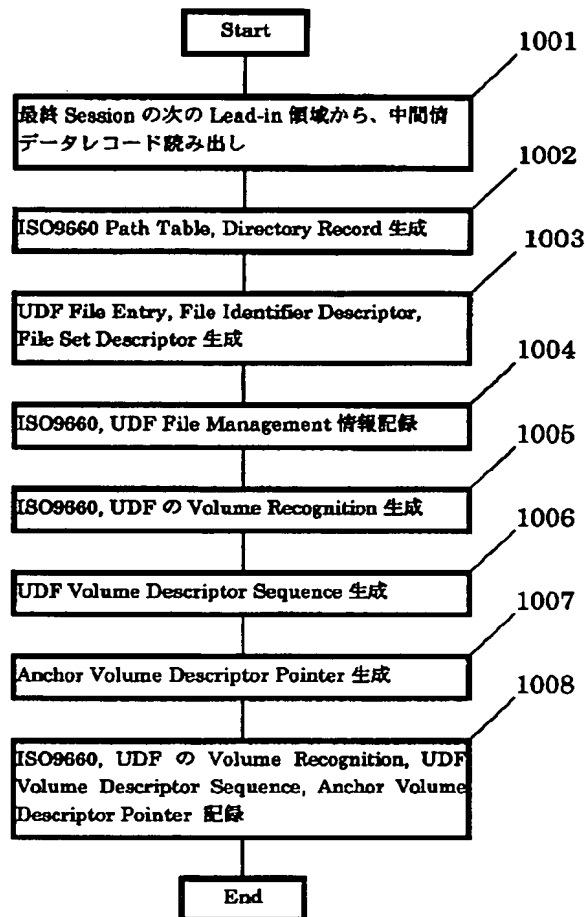 Start
1001
最終 Session の次の Lead-in 領域から、中間情
データレコード読み出し
1002
ISO9660 Path Table, Directory Record 生成
1003
UDF File Entry, File Identifier Descriptor,
File Set Descriptor 生成
1004
ISO9660, UDF File Management 情報記録
1005
ISO9660, UDF の Volume Recognition 生成
1006
UDF Volume Descriptor Sequence 生成
1007
Anchor Volume Descriptor Pointer 生成
1008
ISO9660, UDF の Volume Recognition, UDF
Volume Descriptor Sequence, Anchor Volume
Descriptor Pointer 記録
End